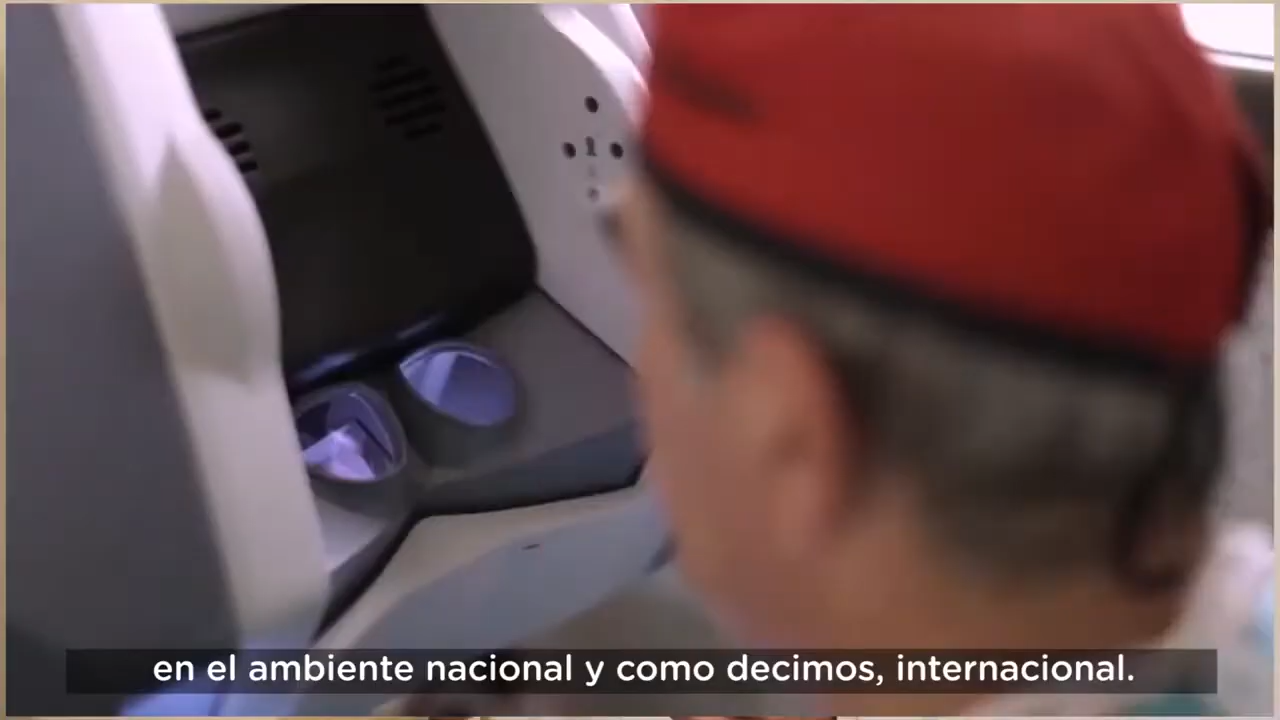 en el ambiente nacional y como decimos, internacional.